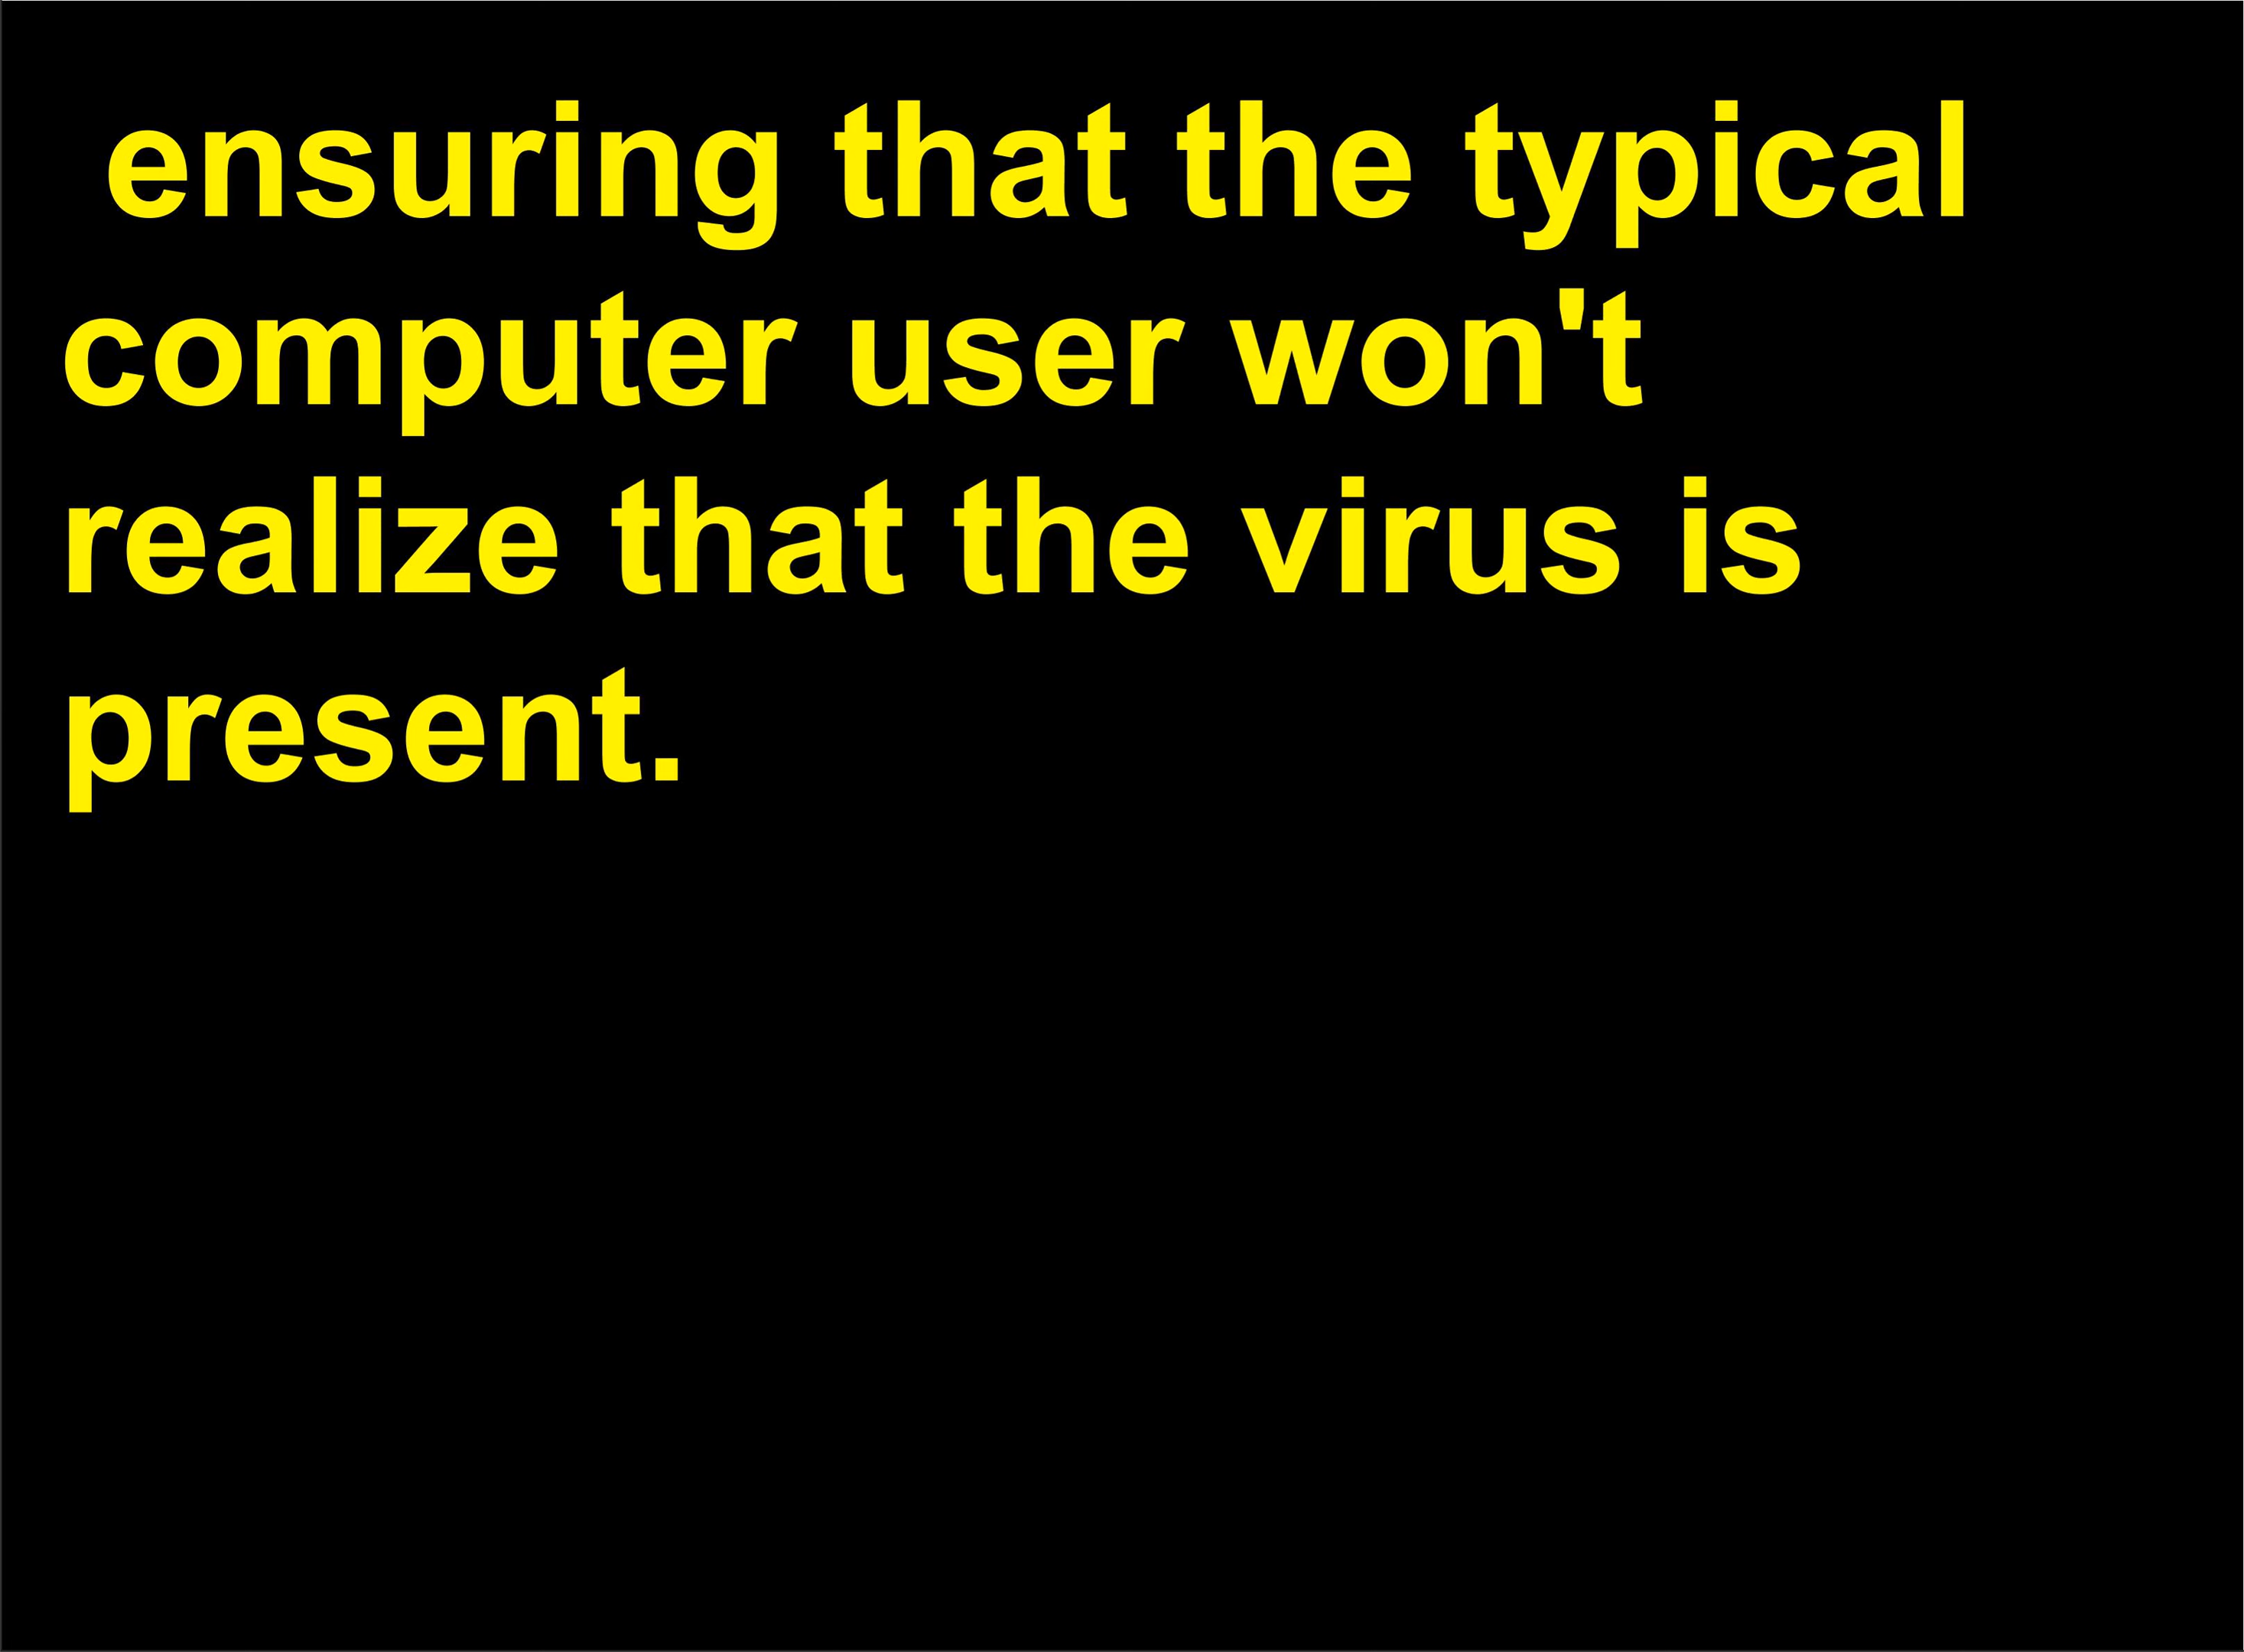 ensuring that the typical
computer user won't
realize that the virus is
present.